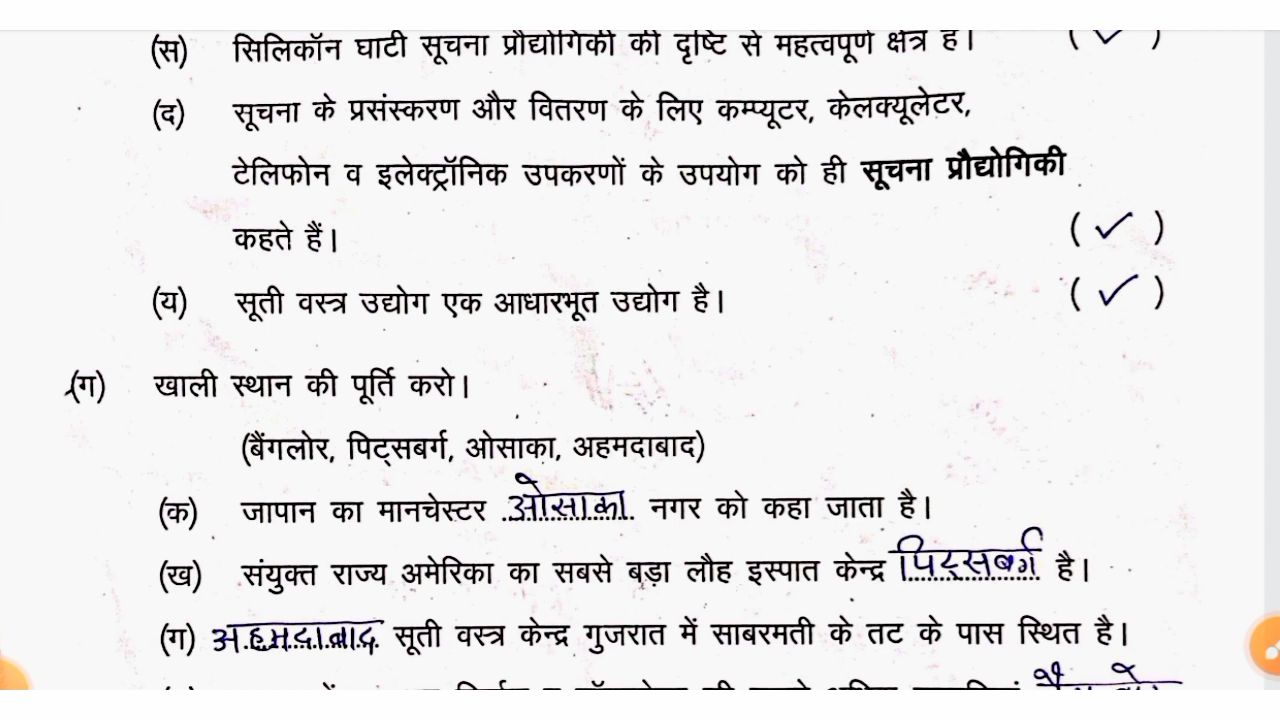 (स) सिलिकॉन घाटी सूचना प्रौद्योगिकी की दृष्टि से महत्वपूर्ण क्षेत्र है। (✓)
(द) सूचना के प्रसंस्करण और वितरण के लिए कम्प्यूटर, केलक्यूलेटर,
टेलिफोन व इलेक्ट्रॉनिक उपकरणों के उपयोग को ही सूचना प्रौद्योगिकी
कहते हैं। (✓)
(य) सूती वस्त्र उद्योग एक आधारभूत उद्योग है। (✓)
(ग) खाली स्थान की पूर्ति करो।
(बैंगलोर, पिट्सबर्ग, ओसाका, अहमदाबाद)
(क) जापान का मानचेस्टर ओसाका नगर को कहा जाता है।
(ख) संयुक्त राज्य अमेरिका का सबसे बड़ा लौह इस्पात केन्द्र पिट्सबर्ग है।
(ग) अहमदाबाद सूती वस्त्र केन्द्र गुजरात में साबरमती के तट के पास स्थित है।